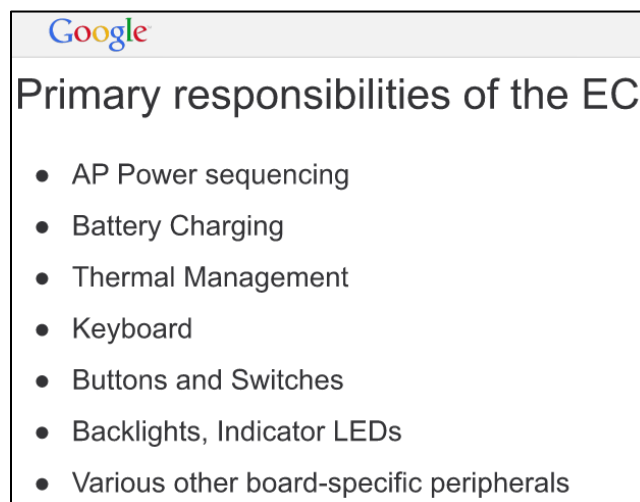 Google
Primary responsibilities of the EC
● AP Power sequencing
● Battery Charging
● Thermal Management
● Keyboard
● Buttons and Switches
● Backlights, Indicator LEDs
● Various other board-specific peripherals